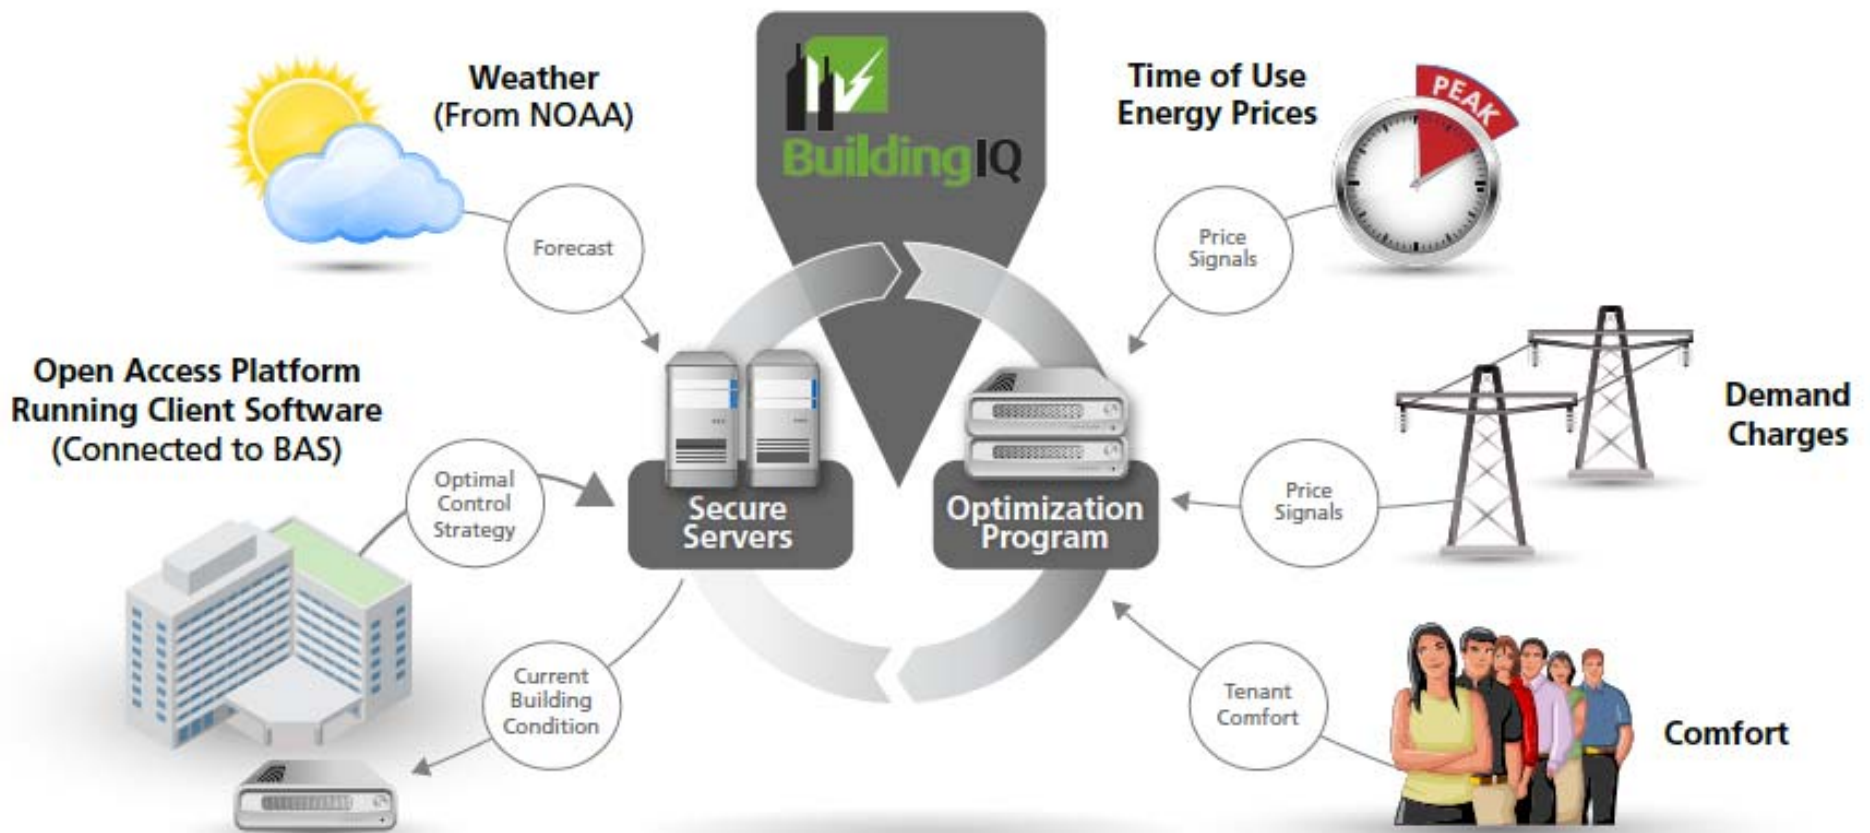 Weather
(From NOAA)
Forecast
BuildingIQ
Time of Use
Energy Prices
PEAK
Price
Signals
Open Access Platform
Running Client Software
(Connected to BAS)
Optimal
Control
Strategy
Secure
Servers
Optimization
Program
Price
Signals
Demand
Charges
Current
Building
Condition
Tenant
Comfort
Comfort